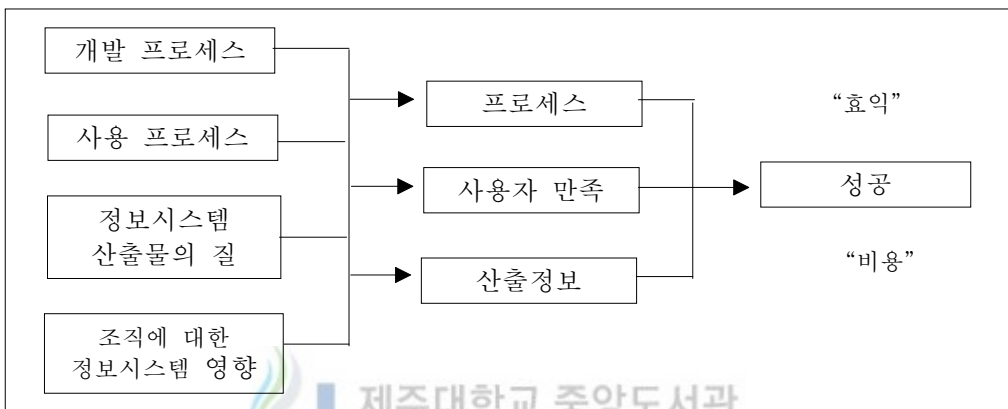 개발 프로세스
사용 프로세스
정보시스템
산출물의 질
조직에 대한
정보시스템 영향
프로세스
사용자 만족
산출정보
“효익”
성공
“비용”
제주대학교 중앙도서관